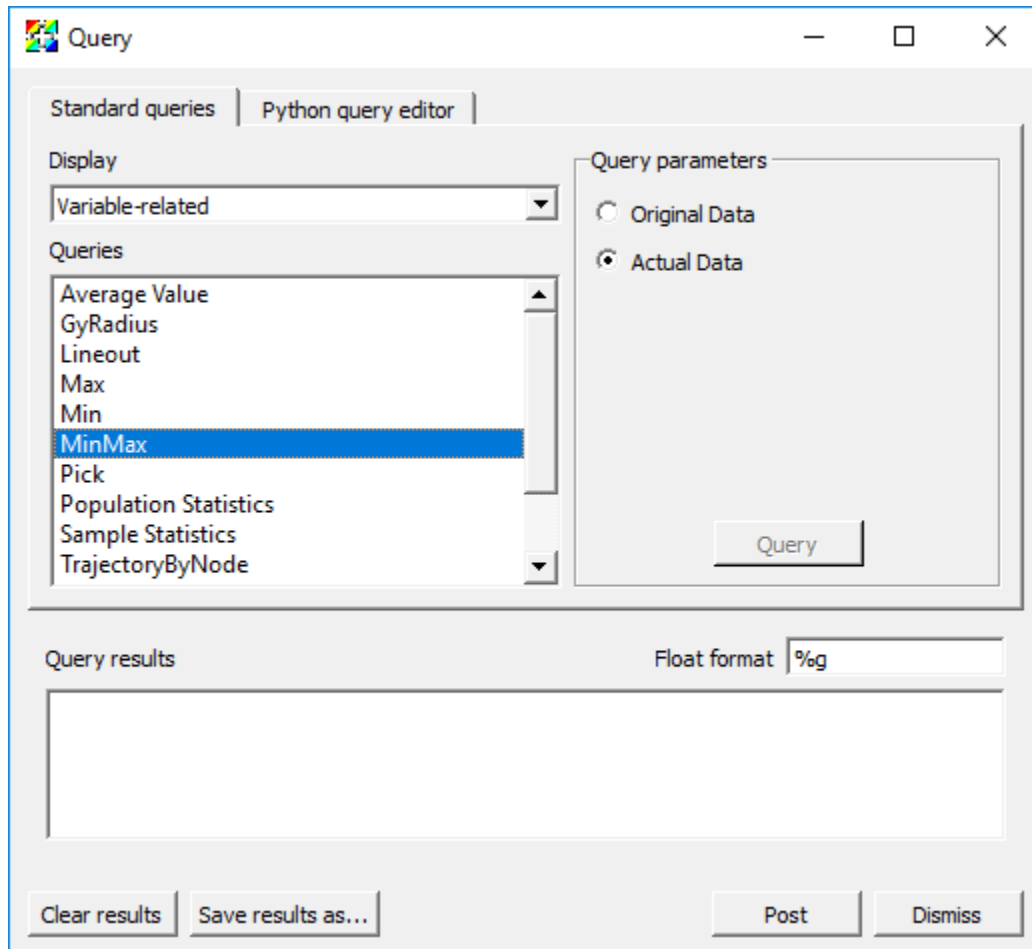 Query
Standard queries
Python query editor
Display
Variable-related
Queries
Average Value
GyRadius
Lineout
Max
Min
MinMax
Pick
Population Statistics
Sample Statistics
TrajectoryByNode
Query parameters
Original Data
Actual Data
Query
Query results
Float format %g
Clear results
Save results as...
Post
Dismiss